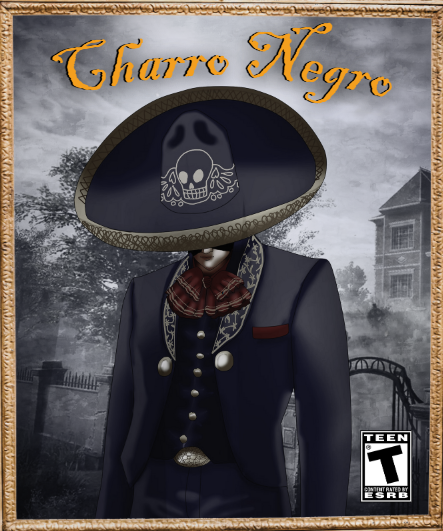 Charro Negro
TEEN
T
®
CONTENT RATED BY
ESRB